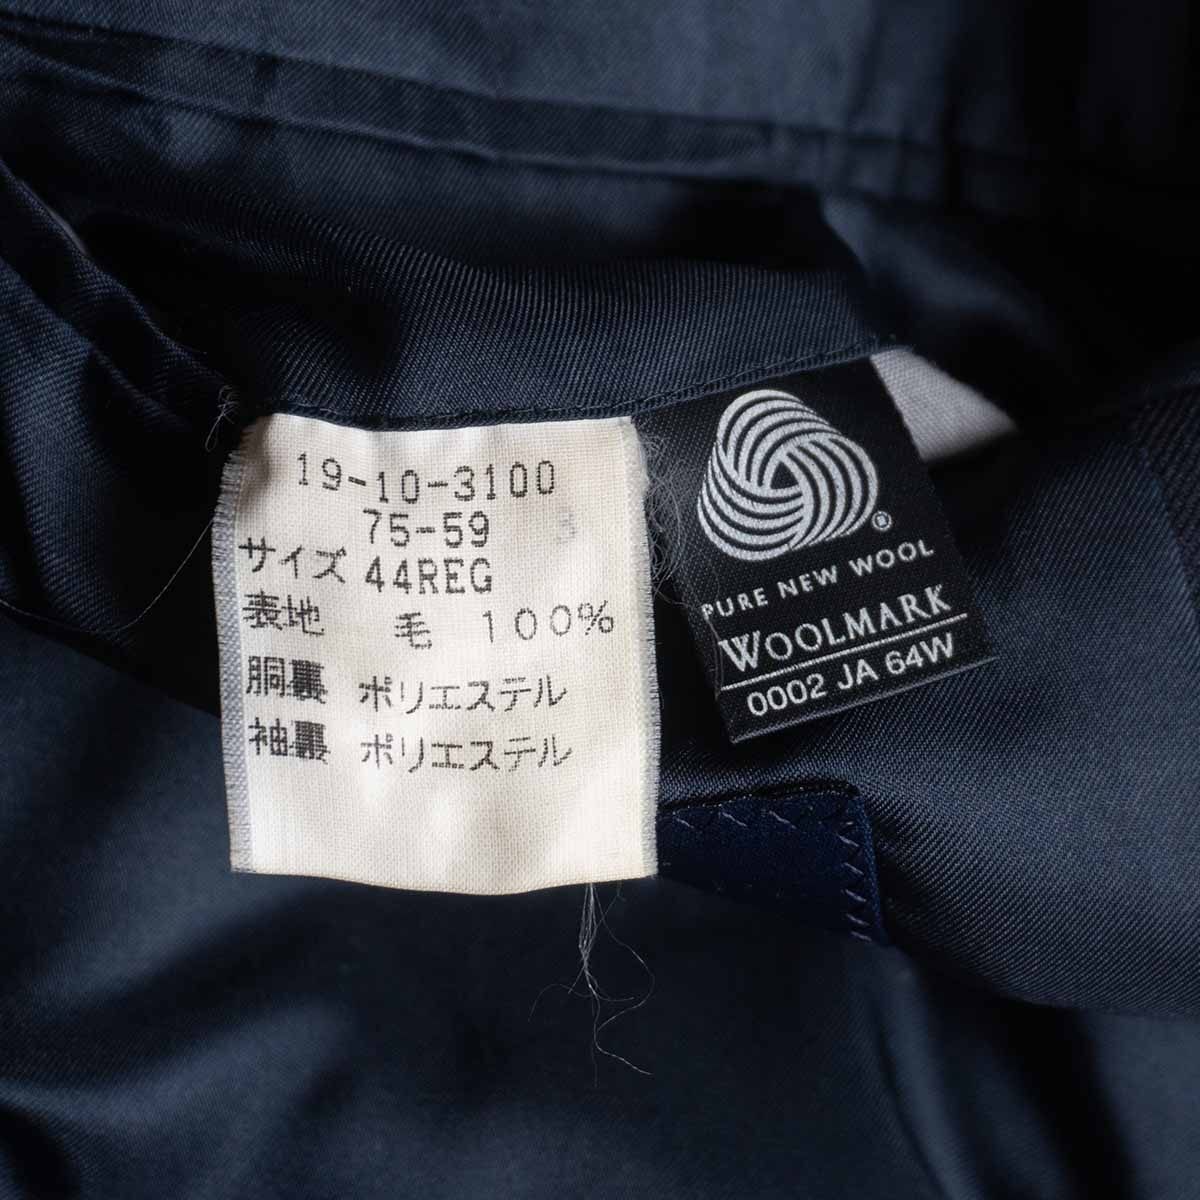 19-10-3100
75-59
サイズ 44REG
表地 毛 100%
胴裏 ポリエステル
袖裏 ポリエステル
®
PURE NEW WOOL
WOOLMARK
0002 JA 64W